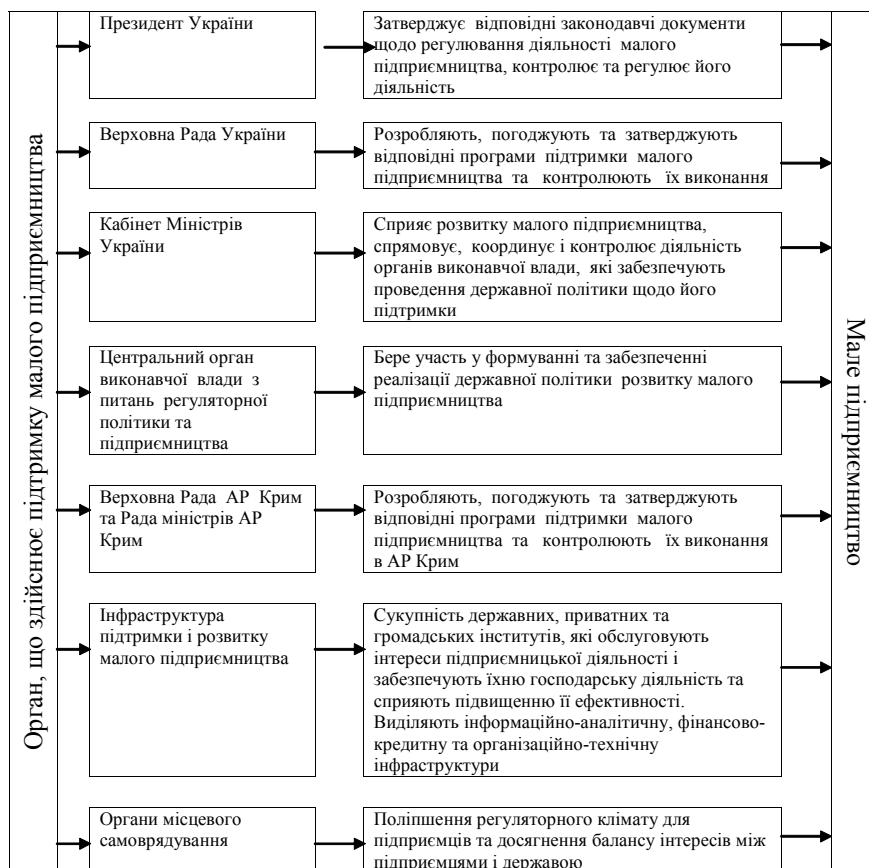 Орган, що здійснює підтримку малого підприємництва
Президент України
Затверджує відповідні законодавчі документи
щодо регулювання діяльності малого
підприємництва, контролює та регулює його
діяльність
Верховна Рада України
Розробляють, погоджують та затверджують
відповідні програми підтримки малого
підприємництва та контролюють їх виконання
Кабінет Міністрів
України
Сприяє розвитку малого підприємництва,
спрямовує, координує і контролює діяльність
органів виконавчої влади, які забезпечують
проведення державної політики щодо його
підтримки
Центральний орган
виконавчої влади з
питань регуляторної
політики та
підприємництва
Бере участь у формуванні та забезпеченні
реалізації державної політики розвитку малого
підприємництва
Верховна Рада АР Крим
та Рада міністрів АР
Крим
Розробляють, погоджують та затверджують
відповідні програми підтримки малого
підприємництва та контролюють їх виконання
в АР Крим
Інфраструктура
підтримки і розвитку
малого підприємництва
Сукупність державних, приватних та
громадських інститутів, які обслуговують
інтереси підприємницької діяльності і
забезпечують їхню господарську діяльність та
сприяють підвищенню її ефективності.
Виділяють інформаційно-аналітичну, фінансово-
кредитну та організаційно-технічну
інфраструктури
Органи місцевого
самоврядування
Поліпшення регуляторного клімату для
підприємців та досягнення балансу інтересів між
підприємцями і державою
Мале підприємництво